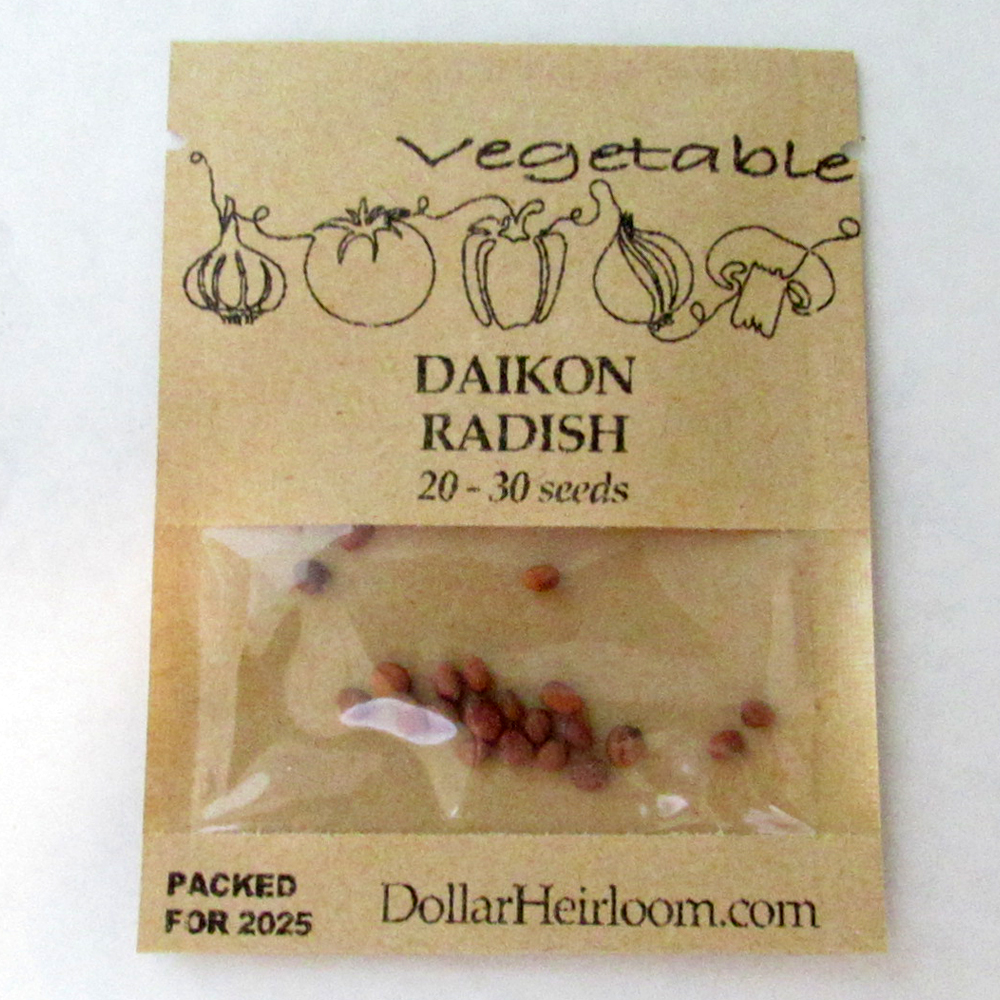 Vegetable
DAIKON
RADISH
20 - 30 seeds
PACKED
FOR 2025
DollarHeirloom.com